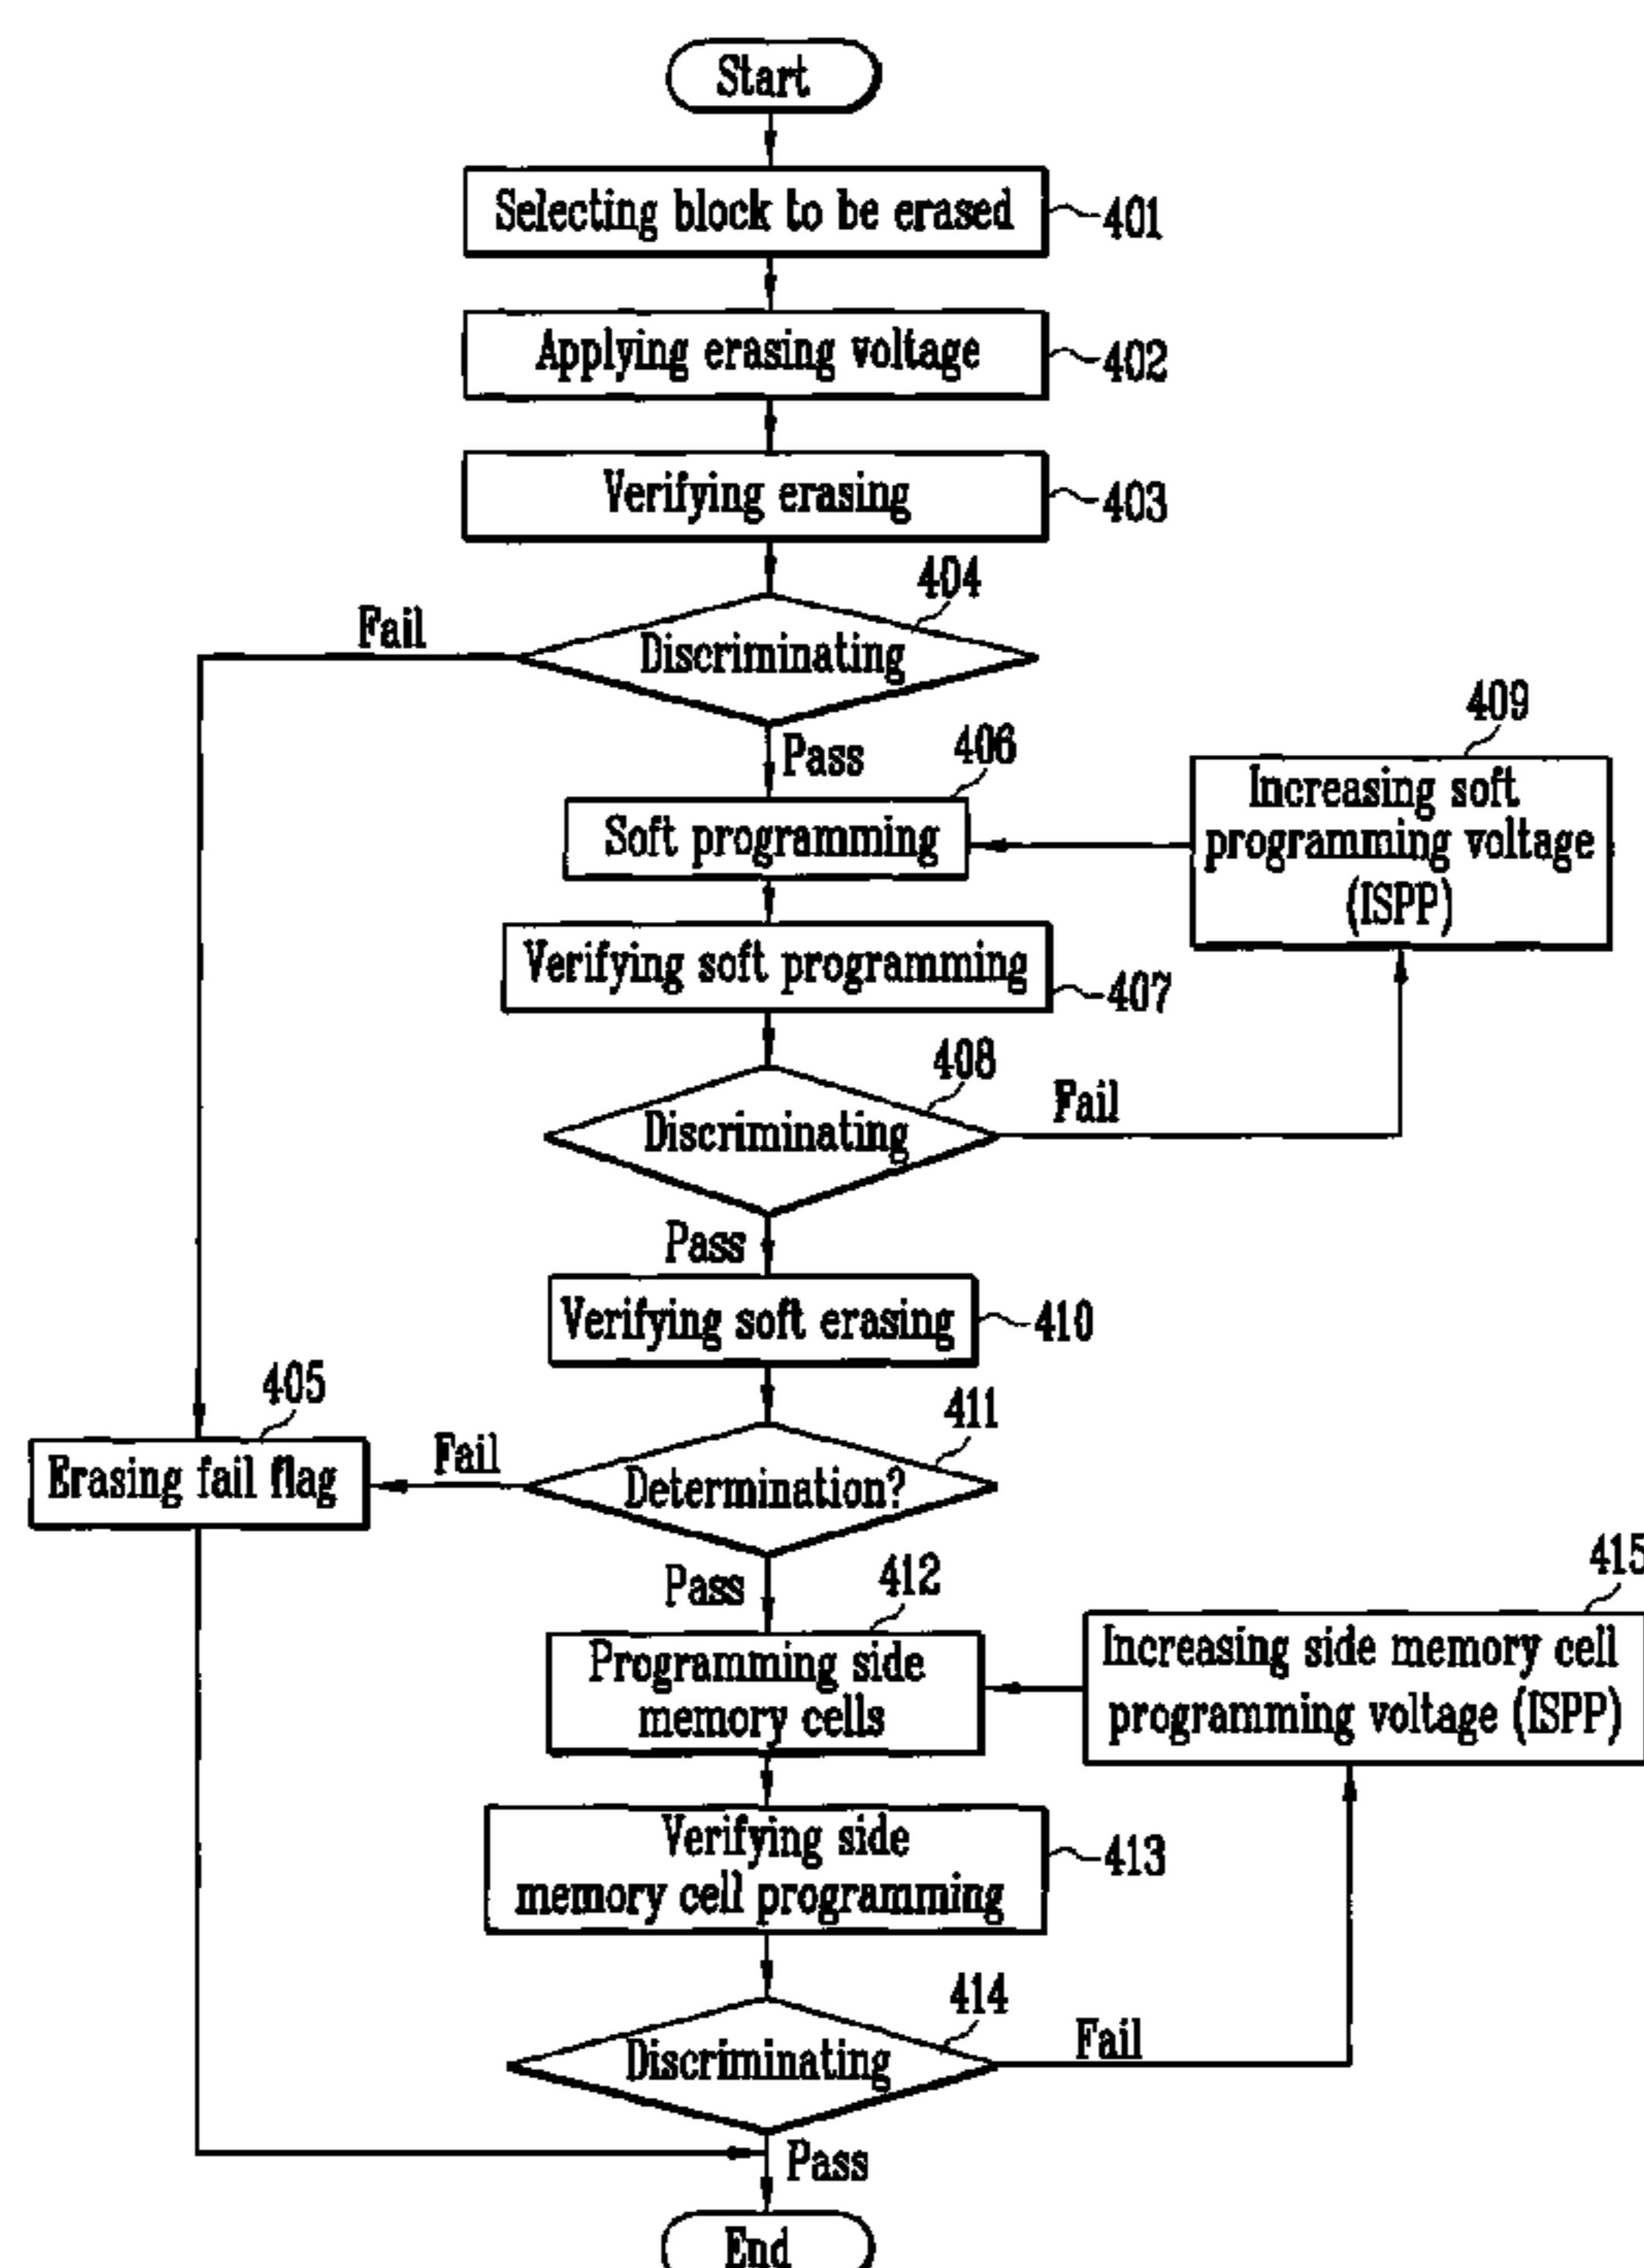 Start
Selecting block to be erased
401
Applying erasing voltage
402
Verifying erasing
403
404
Discriminating
Fail
Pass
406
Soft programming
409
Increasing soft
programming voltage
(ISPP)
Verifying soft programming
407
408
Discriminating
Fail
Pass
Verifying soft erasing
410
405
Erasing fail flag
Fail
411
Determination?
Pass
412
Programming side
memory cells
415
Increasing side memory cell
programming voltage (ISPP)
Verifying side
memory cell programming
413
414
Discriminating
Fail
Pass
End